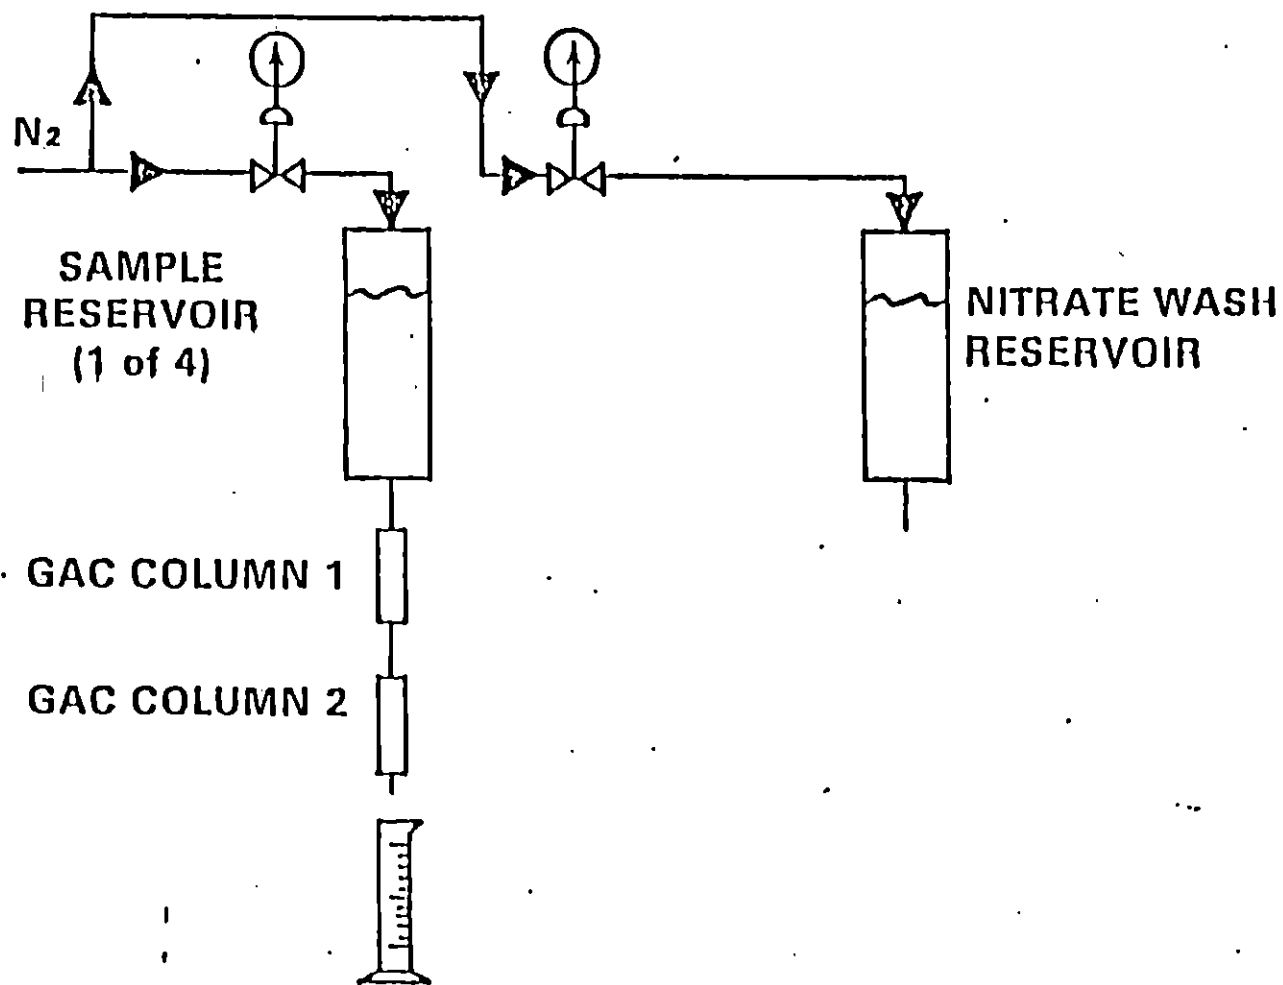 N2
SAMPLE
RESERVOIR
(1 of 4)
NITRATE WASH
RESERVOIR
GAC COLUMN 1
GAC COLUMN 2